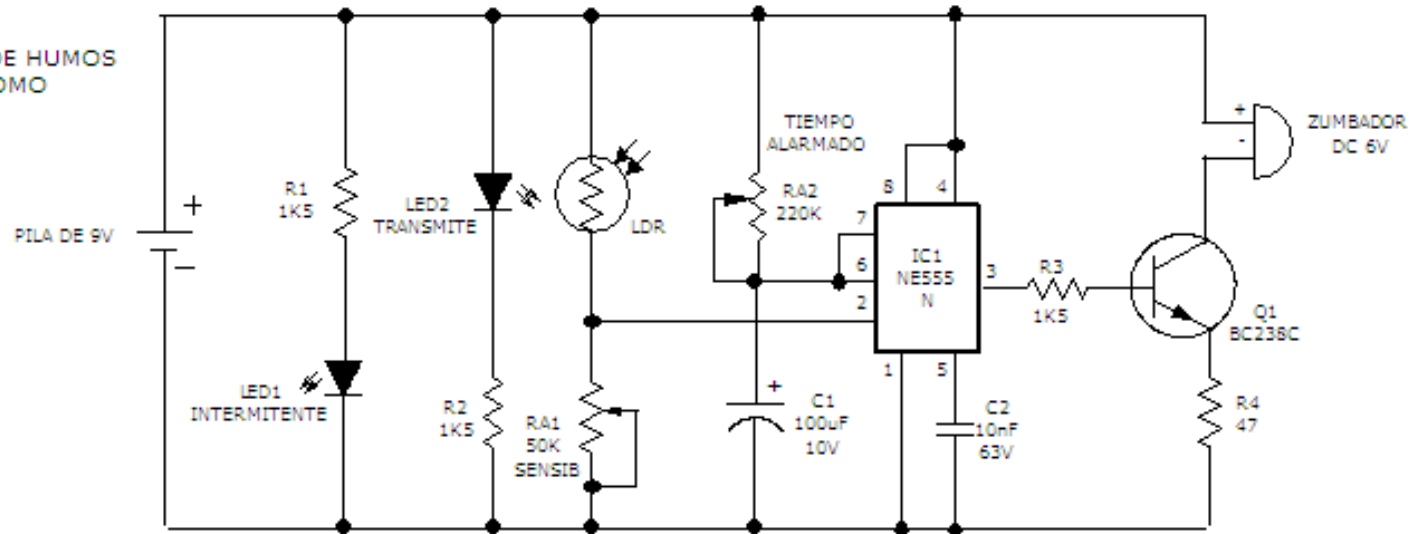 DE HUMOS
OMO
PILA DE 9V
+
−
R1
1K5
LED1
INTERMITENTE
LED2
TRANSMITE
R2
1K5
LDR
RA1
50K
SENSIB
TIEMPO
ALARMADO
RA2
220K
+
C1
100uF
10V
8
4
7
6
2
3
1
5
IC1
NE555
N
C2
10nF
63V
R3
1K5
Q1
BC238C
R4
47
+
-
ZUMBADOR
DC 6V